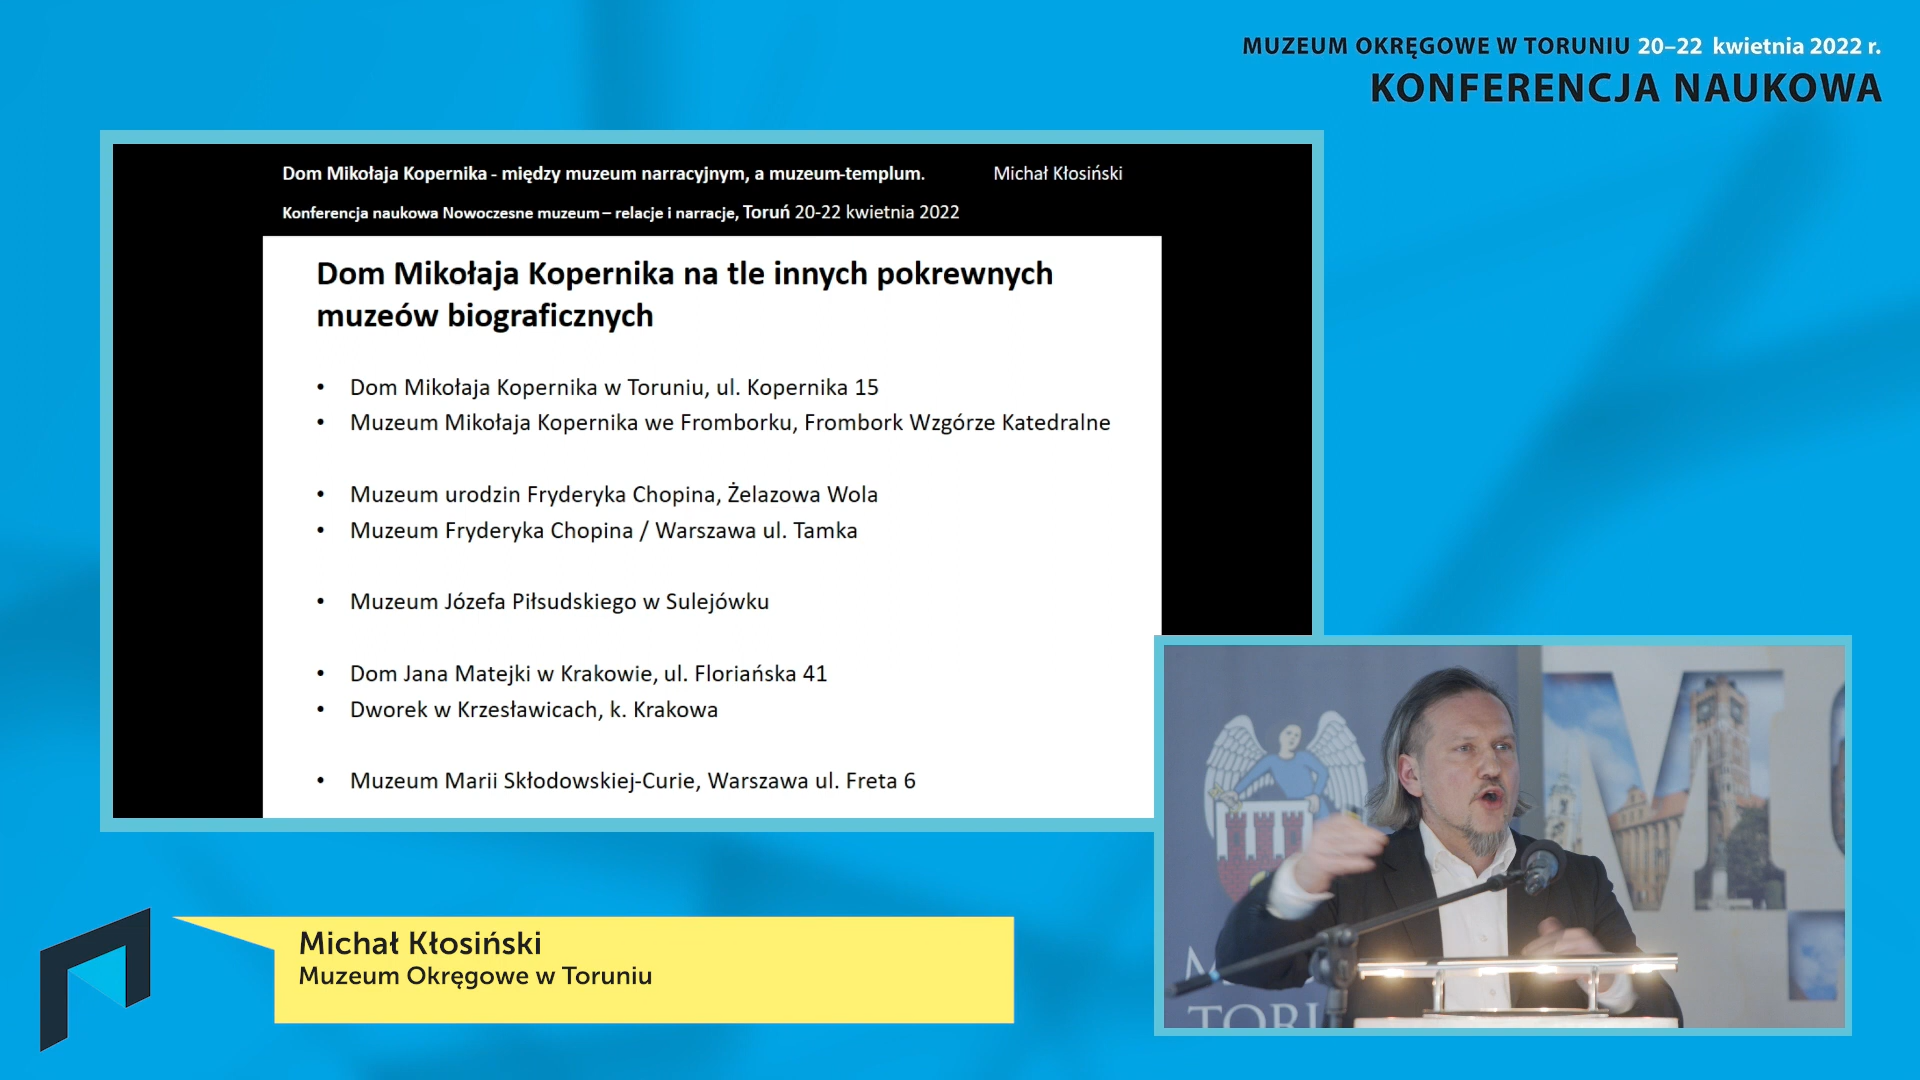 MUZEUM OKRĘGOWE W TORUNIU 20–22 kwietnia 2022 r.
KONFERENCJA NAUKOWA
Dom Mikołaja Kopernika - między muzeum narracyjnym, a muzeum-templum. Michał Kłosiński
Konferencja naukowa Nowoczesne muzeum – relacje i narracje, Toruń 20-22 kwietnia 2022
Dom Mikołaja Kopernika na tle innych pokrewnych
muzeów biograficznych
• Dom Mikołaja Kopernika w Toruniu, ul. Kopernika 15
• Muzeum Mikołaja Kopernika we Fromborku, Frombork Wzgórze Katedralne
• Muzeum urodzin Fryderyka Chopina, Żelazowa Wola
• Muzeum Fryderyka Chopina / Warszawa ul. Tamka
• Muzeum Józefa Piłsudskiego w Sulejówku
• Dom Jana Matejki w Krakowie, ul. Floriańska 41
• Dworek w Krzesławicach, k. Krakowa
• Muzeum Marii Skłodowskiej-Curie, Warszawa ul. Freta 6
Michał Kłosiński
Muzeum Okręgowe w Toruniu